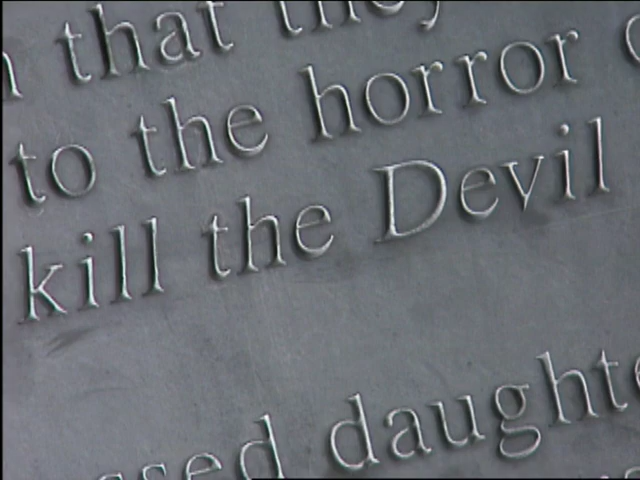 that they
to the horror
kill the Devil
daughte